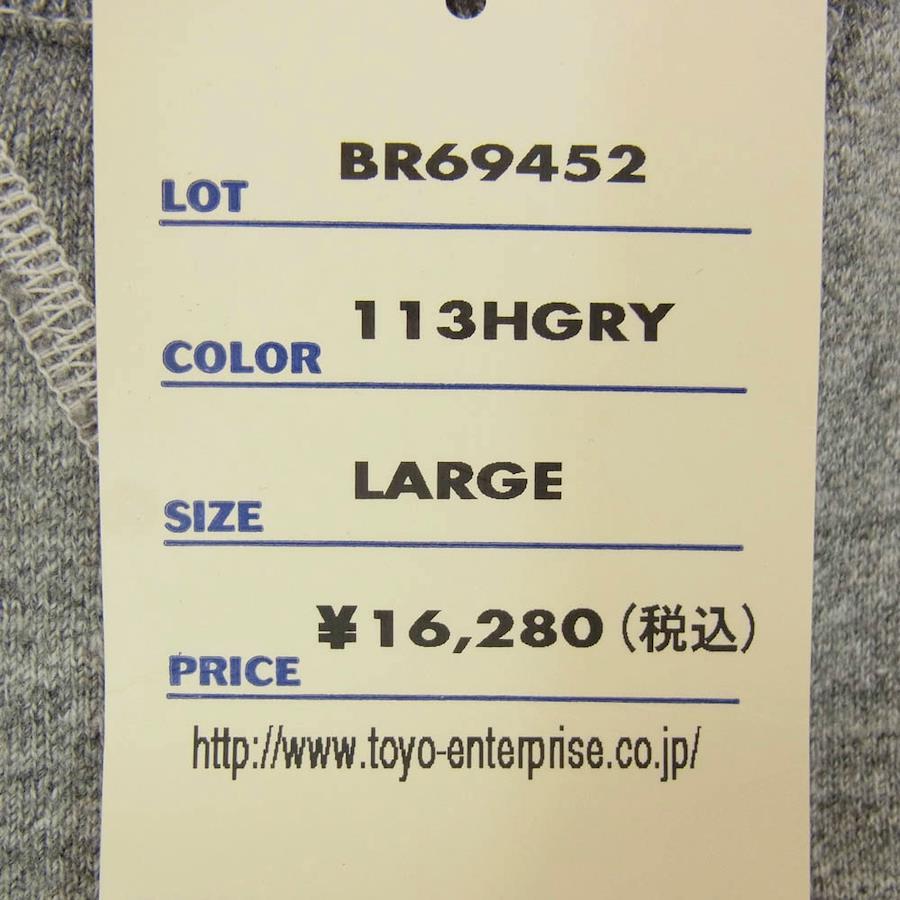 BR69452
LOT
113HGRY
COLOR
LARGE
SIZE
¥16,280(税込)
PRICE
http://www.toyo-enterprise.co.jp/